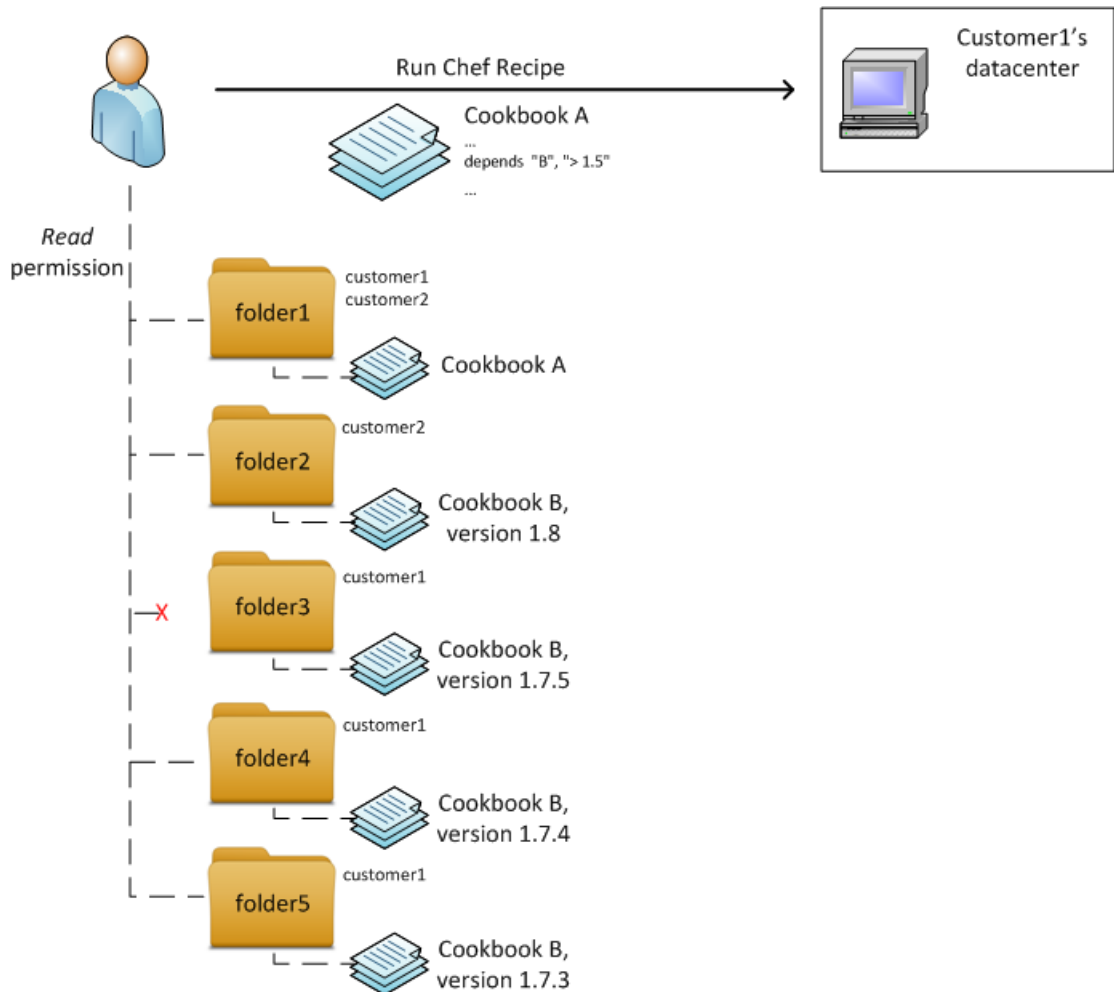 Run Chef Recipe
Customer1's
datacenter
Cookbook A
...
depends "B", "> 1.5"
...
Read
permission
folder1
customer1
customer2
Cookbook A
folder2
customer2
Cookbook B,
version 1.8
folder3
customer1
Cookbook B,
version 1.7.5
folder4
customer1
Cookbook B,
version 1.7.4
folder5
customer1
Cookbook B,
version 1.7.3